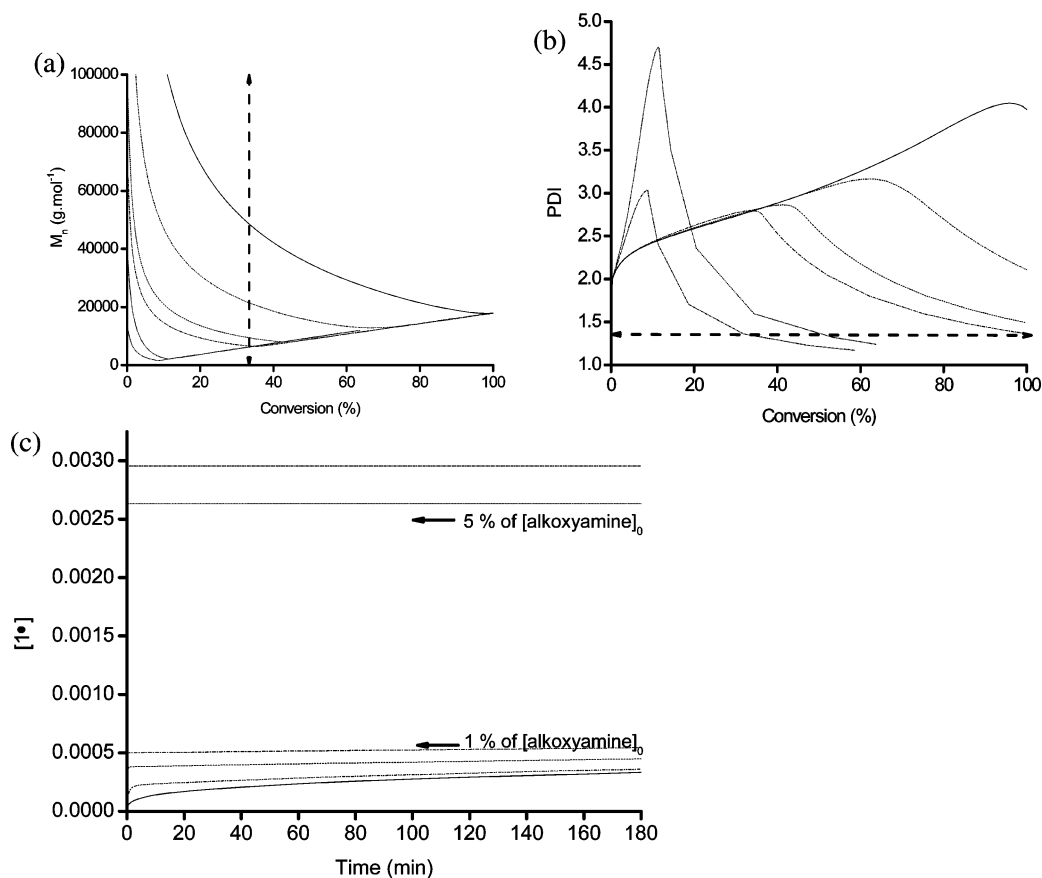 (a)
100000
80000
60000
40000
20000
0
Mₙ (g.mol⁻¹)
0 20 40 60 80 100
Conversion (%)
(b)
5.0
4.5
4.0
3.5
3.0
2.5
2.0
1.5
1.0
PDI
0 20 40 60 80 100
Conversion (%)
(c)
0.0030
0.0025
0.0020
0.0015
0.0010
0.0005
0.0000
[1•]
5 % of [alkoxyamine]₀
1 % of [alkoxyamine]₀
0 20 40 60 80 100 120 140 160 180
Time (min)